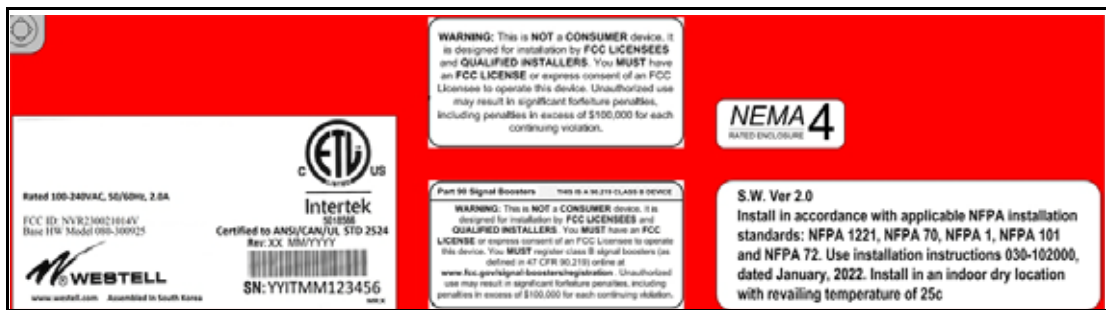 WARNING: This is NOT a CONSUMER device. It
is designed for installation by FCC LICENSEES
and QUALIFIED INSTALLERS. You MUST have
an FCC LICENSE or express consent of an FCC
Licensee to operate this device. Unauthorized use
may result in significant forfeiture penalties,
including penalties in excess of $100,000 for each
continuing violation.
NEMA 4
RATED ENCLOSURE
Rated 100-240VAC, 50/60Hz, 2.0A
FCC ID: NVR230021014V
Base HW Model 080-300925
WESTELL
www.westell.com Assembled in South Korea
C ETL US
LISTED
Intertek
5018586
Certified to ANSI/CAN/UL STD 2524
Rev: XX MM/YYYY
SN: YYITMM123456
Part 90 Signal Boosters THIS IS A 90.219 CLASS B DEVICE
WARNING: This is NOT a CONSUMER device. It is
designed for installation by FCC LICENSEES and
QUALIFIED INSTALLERS. You MUST have an FCC
LICENSE or express consent of an FCC Licensee to operate
this device. You MUST register class B signal boosters (as
defined in 47 CFR 90.219) online at
www.fcc.gov/signal-boosters/registration . Unauthorized
use may result in significant forfeiture penalties, including
penalties in excess of $100,000 for each continuing violation.
S.W. Ver 2.0
Install in accordance with applicable NFPA installation
standards: NFPA 1221, NFPA 70, NFPA 1, NFPA 101
and NFPA 72. Use installation instructions 030-102000,
dated January, 2022. Install in an indoor dry location
with revailing temperature of 25c